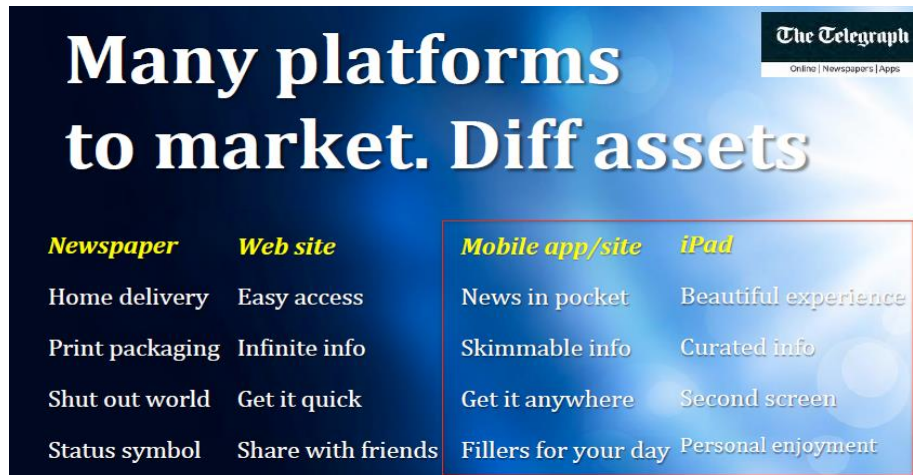 Many platforms
to market. Diff assets
The Telegraph
Online | Newspapers | Apps
Newspaper
Home delivery
Print packaging
Shut out world
Status symbol
Web site
Easy access
Infinite info
Get it quick
Share with friends
Mobile app/site
News in pocket
Skimmable info
Get it anywhere
Fillers for your day
iPad
Beautiful experience
Curated info
Second screen
Personal enjoyment